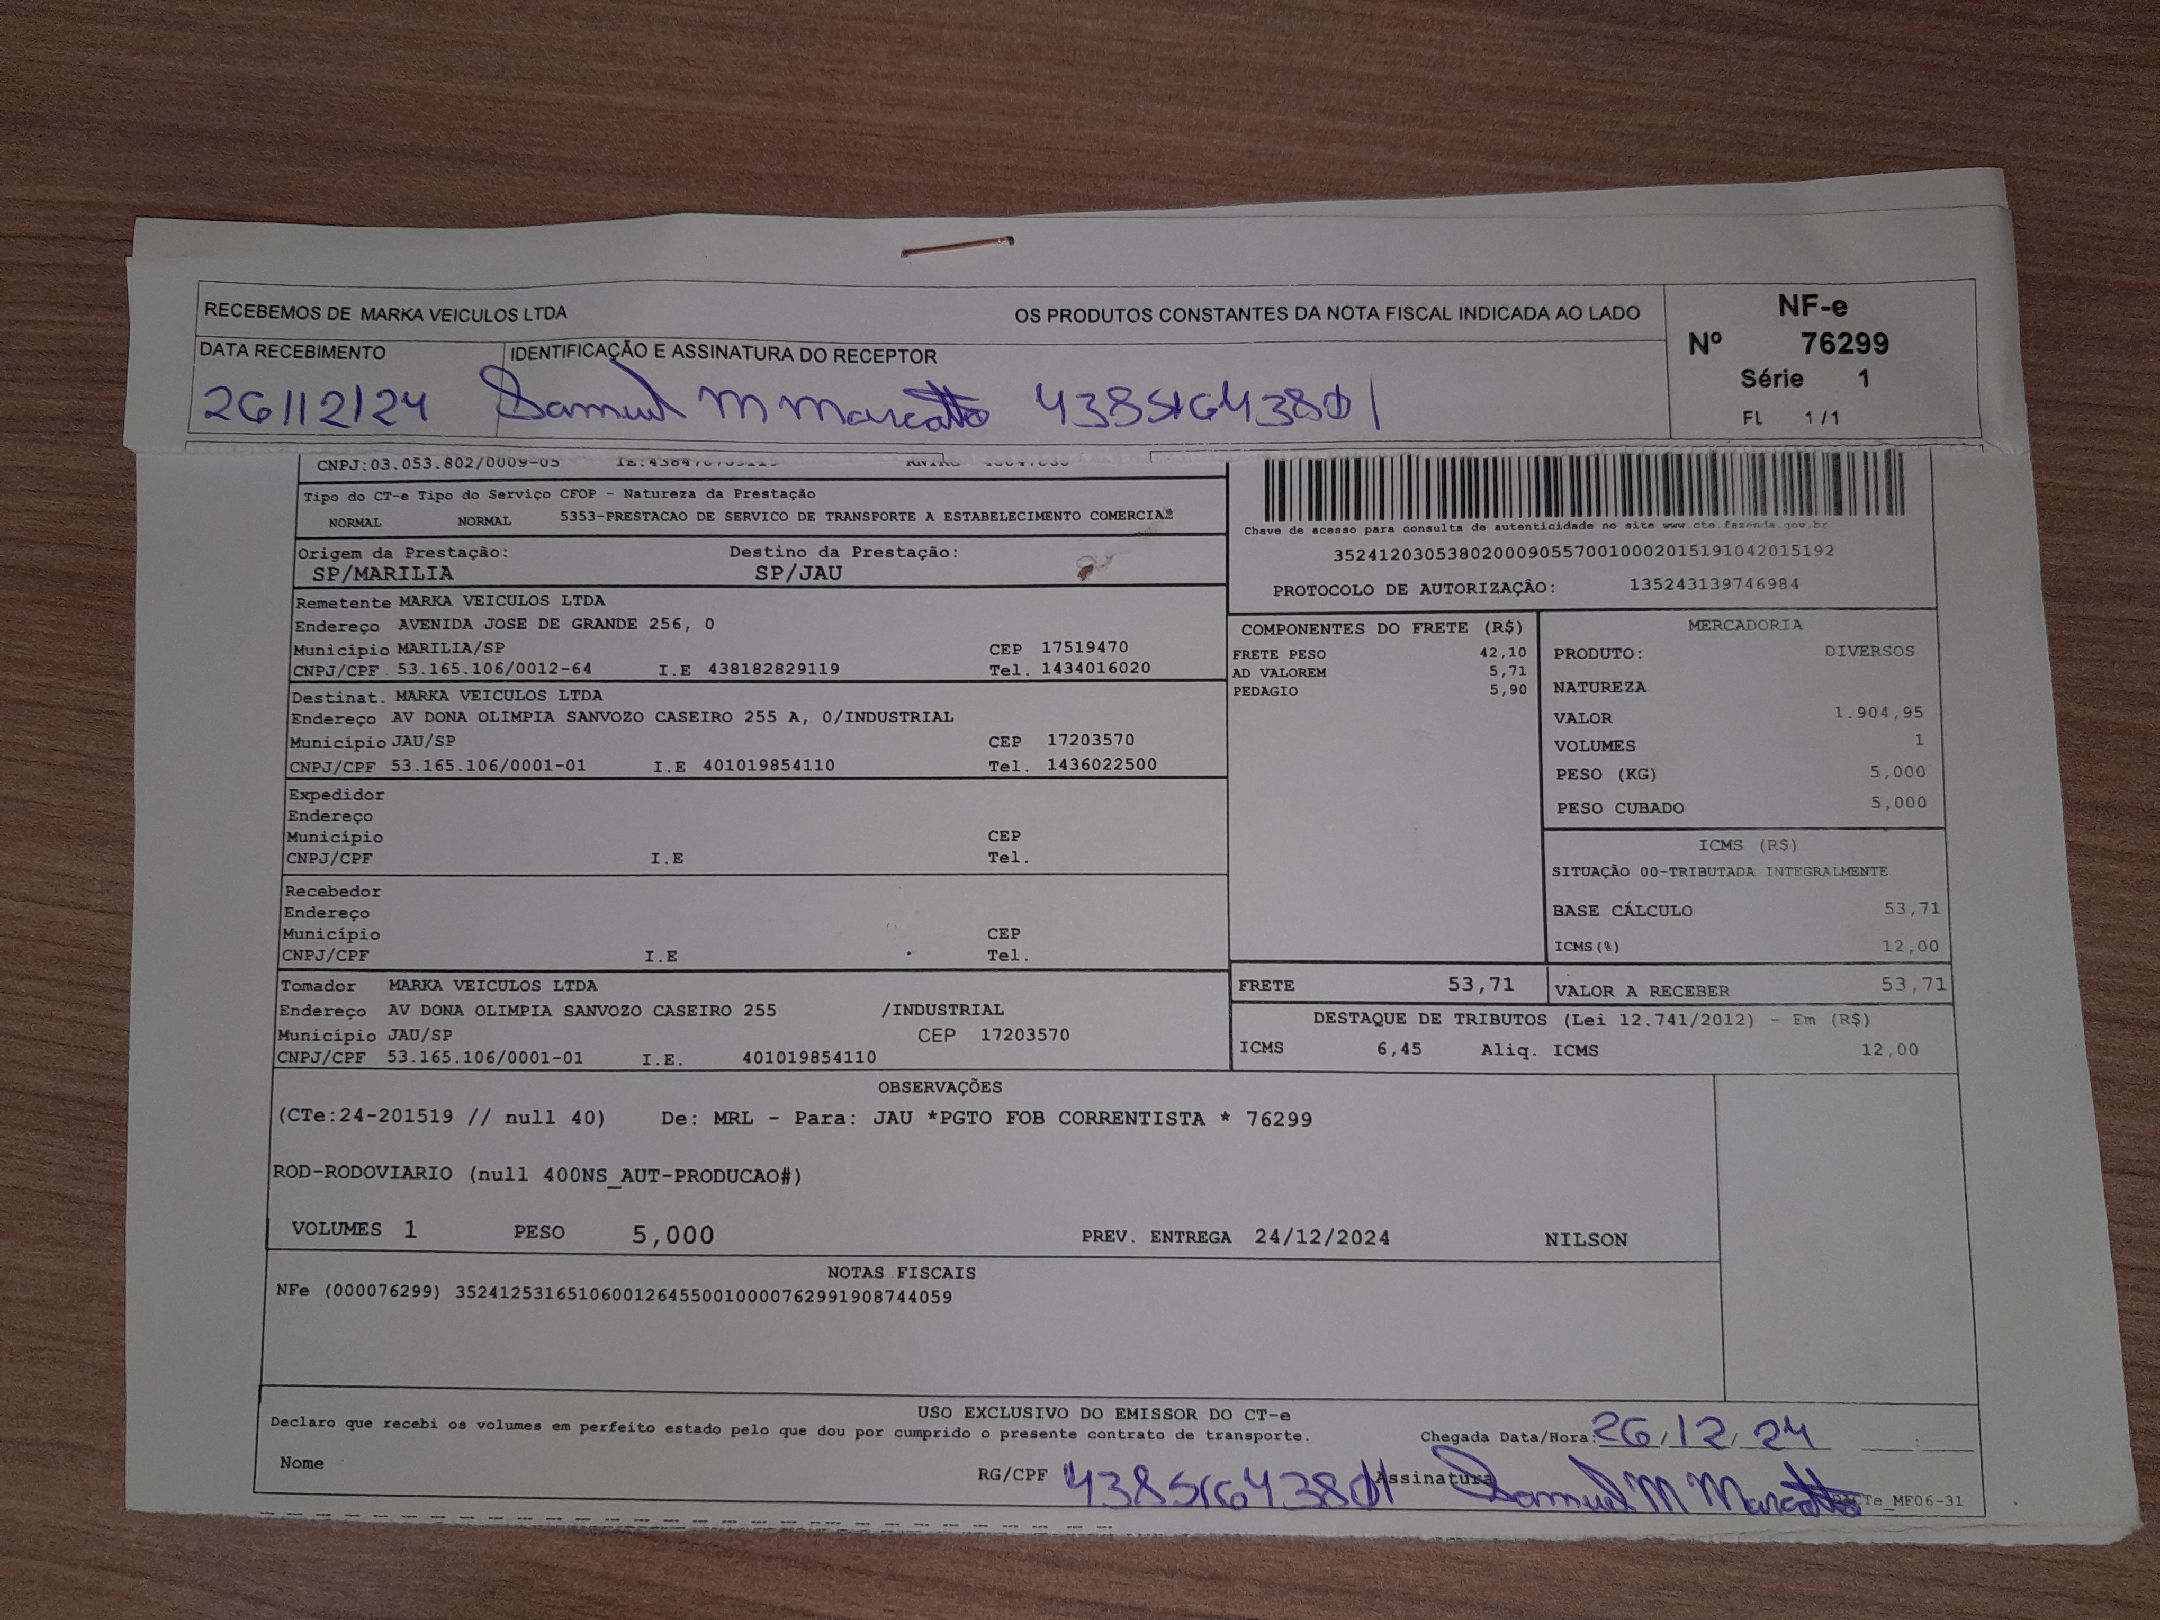 RECEBEMOS DE MARKA VEICULOS LTDA OS PRODUTOS CONSTANTES DA NOTA FISCAL INDICADA AO LADO
NF-e
Nº 76299
Série 1
FL 1/1
DATA RECEBIMENTO IDENTIFICAÇÃO E ASSINATURA DO RECEPTOR
26/12/24 Samuel M Marcatto 43851643801
CNPJ:03.053.802/0009-05
Tipo do CT-e Tipo do Serviço CFOP - Natureza da Prestação
NORMAL NORMAL 5353-PRESTACAO DE SERVICO DE TRANSPORTE A ESTABELECIMENTO COMERCIAL
Origem da Prestação: Destino da Prestação:
SP/MARILIA SP/JAU
Remetente MARKA VEICULOS LTDA
Endereço AVENIDA JOSE DE GRANDE 256, 0
Município MARILIA/SP CEP 17519470
CNPJ/CPF 53.165.106/0012-64 I.E 438182829119 Tel. 1434016020
Destinat. MARKA VEICULOS LTDA
Endereço AV DONA OLIMPIA SANVOZO CASEIRO 255 A, 0/INDUSTRIAL
Município JAU/SP CEP 17203570
CNPJ/CPF 53.165.106/0001-01 I.E 401019854110 Tel. 1436022500
Expedidor
Endereço
Município CEP
CNPJ/CPF I.E Tel.
Recebedor
Endereço
Município CEP
CNPJ/CPF I.E Tel.
Tomador MARKA VEICULOS LTDA
Endereço AV DONA OLIMPIA SANVOZO CASEIRO 255 /INDUSTRIAL
Município JAU/SP CEP 17203570
CNPJ/CPF 53.165.106/0001-01 I.E. 401019854110
Chave de acesso para consulta de autenticidade no site www.cte.fazenda.gov.br
35241203053802000905570010002015191042015192
PROTOCOLO DE AUTORIZAÇÃO: 135243139746984
COMPONENTES DO FRETE (R$)
FRETE PESO 42,10
AD VALOREM 5,71
PEDAGIO 5,90
MERCADORIA
PRODUTO: DIVERSOS
NATUREZA
VALOR 1.904,95
VOLUMES 1
PESO (KG) 5,000
PESO CUBADO 5,000
ICMS (R$)
SITUAÇÃO 00-TRIBUTADA INTEGRALMENTE
BASE CÁLCULO 53,71
ICMS(%) 12,00
FRETE 53,71 VALOR A RECEBER 53,71
DESTAQUE DE TRIBUTOS (Lei 12.741/2012) - Em (R$)
ICMS 6,45 Aliq. ICMS 12,00
OBSERVAÇÕES
(CTe:24-201519 // null 40) De: MRL - Para: JAU *PGTO FOB CORRENTISTA * 76299
ROD-RODOVIARIO (null 400NS_AUT-PRODUCAO#)
VOLUMES 1 PESO 5,000 PREV. ENTREGA 24/12/2024 NILSON
NOTAS FISCAIS
NFe (000076299) 35241253165106001264550010000762991908744059
USO EXCLUSIVO DO EMISSOR DO CT-e
Declaro que recebi os volumes em perfeito estado pelo que dou por cumprido o presente contrato de transporte.
Chegada Data/Hora: 26/12/24
Nome RG/CPF 43851643801 Assinatura Samuel M Marcatto
Te_MF06-31